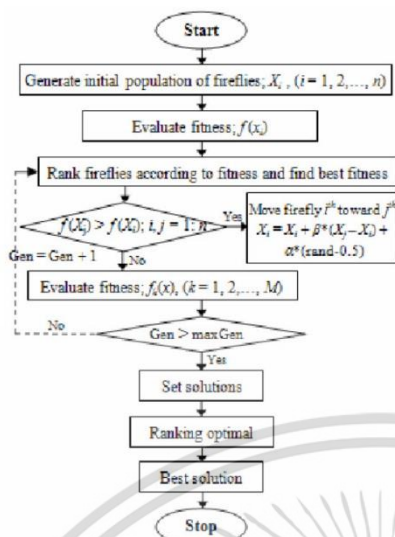 Start
Generate initial population of fireflies; Xi , (i = 1, 2,..., n)
Evaluate fitness; f (xi)
Rank fireflies according to fitness and find best fitness
f(Xj) > f(Xi); i, j = 1: n
Yes
Move firefly iᵗʰ toward jᵗʰ
Xi = Xi + β*(Xj – Xi) +
α*(rand-0.5)
Gen = Gen + 1
No
Evaluate fitness; fk(x), (k = 1, 2,..., M)
No
Gen > maxGen
Yes
Set solutions
Ranking optimal
Best solution
Stop